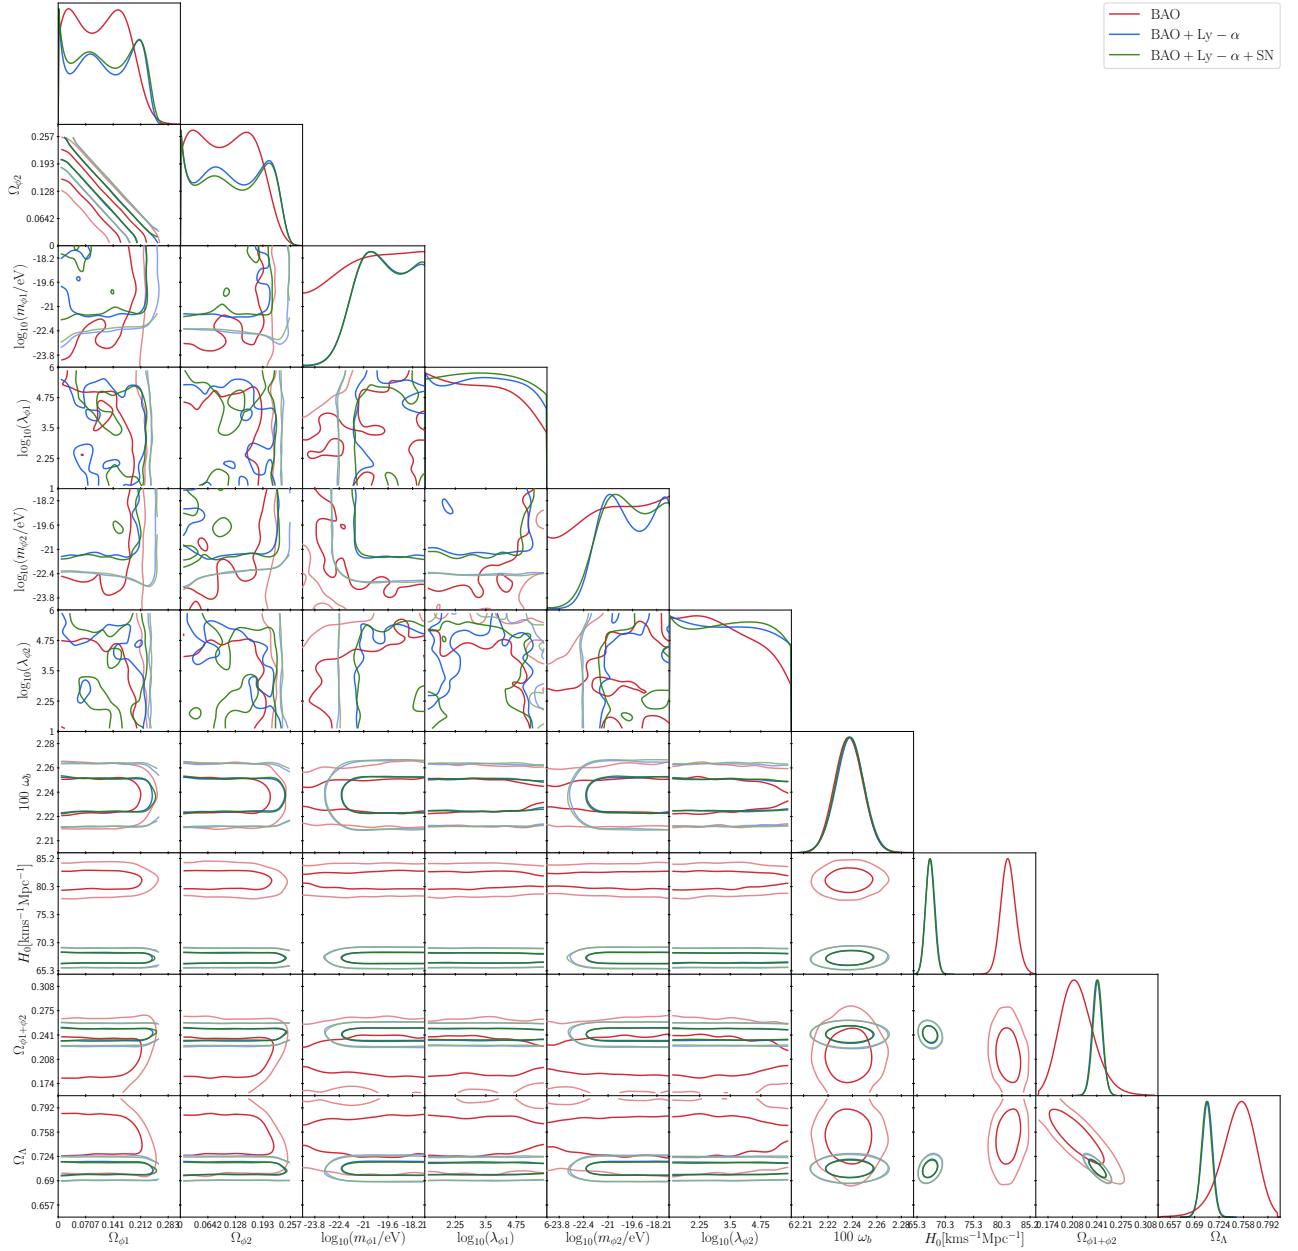 BAO
BAO + Ly − α
BAO + Ly − α + SN
0.257
0.193
0.128
0.0642
0
Ω_ϕ2
-18.2
-19.6
-21
-22.4
-23.8
log₁₀(m_ϕ1/eV)
6
4.75
3.5
2.25
1
log₁₀(λ_ϕ1)
-18.2
-19.6
-21
-22.4
-23.8
log₁₀(m_ϕ2/eV)
6
4.75
3.5
2.25
1
log₁₀(λ_ϕ2)
2.28
2.26
2.24
2.22
2.21
100 ω_b
85.2
80.3
75.3
70.3
65.3
H₀[kms⁻¹Mpc⁻¹]
0.308
0.275
0.241
0.208
0.174
Ω_ϕ1+ϕ2
0.792
0.758
0.724
0.69
0.657
Ω_Λ
0 0.0707 0.141 0.212 0.283
0 0.0642 0.128 0.193 0.257
-23.8 -22.4 -21 -19.6 -18.2
1 2.25 4.75 6
-23.8 -22.4 -21 -19.6 -18.2
1 2.25 4.75 6
2.21 2.22 2.24 2.26 2.28
65.3 70.3 80.3 85.2
0.174 0.208 0.241 0.275 0.308
0.657 0.69 0.724 0.758 0.792
Ω_ϕ1
Ω_ϕ2
log₁₀(m_ϕ1/eV)
log₁₀(λ_ϕ1)
log₁₀(m_ϕ2/eV)
log₁₀(λ_ϕ2)
100 ω_b
H₀[kms⁻¹Mpc⁻¹]
Ω_ϕ1+ϕ2
Ω_Λ